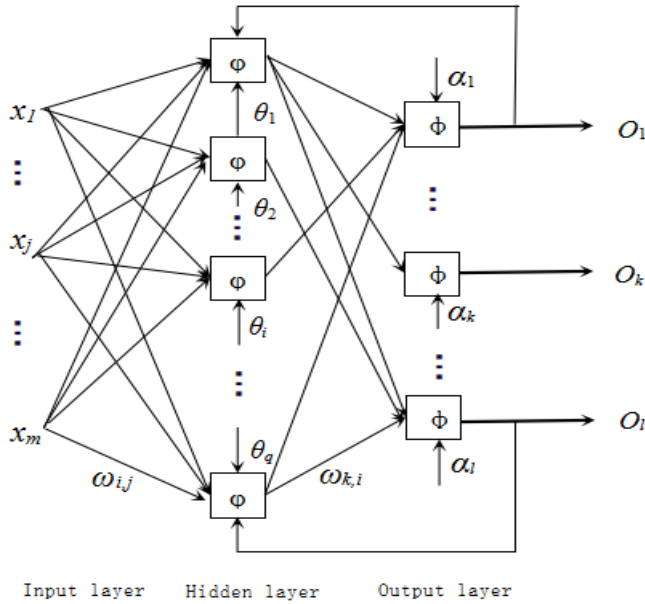 φ
α1
x1
θ1
Φ
O1
φ
θ2
xj
φ
Φ
Ok
θi
αk
xm
Φ
Ol
θq
ωi,j
φ
ωk,i
αl
Input layer Hidden layer Output layer